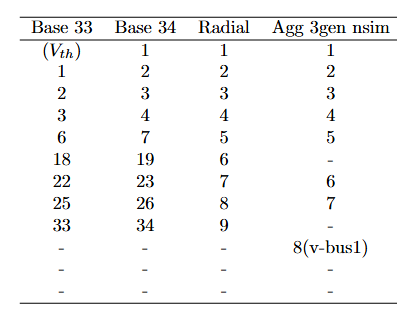 Base 33 Base 34 Radial Agg 3gen nsim
(V_th) 1 1 1
1 2 2 2
2 3 3 3
3 4 4 4
6 7 5 5
18 19 6 -
22 23 7 6
25 26 8 7
33 34 9 -
- - - 8(v-bus1)
- - - -
- - - -